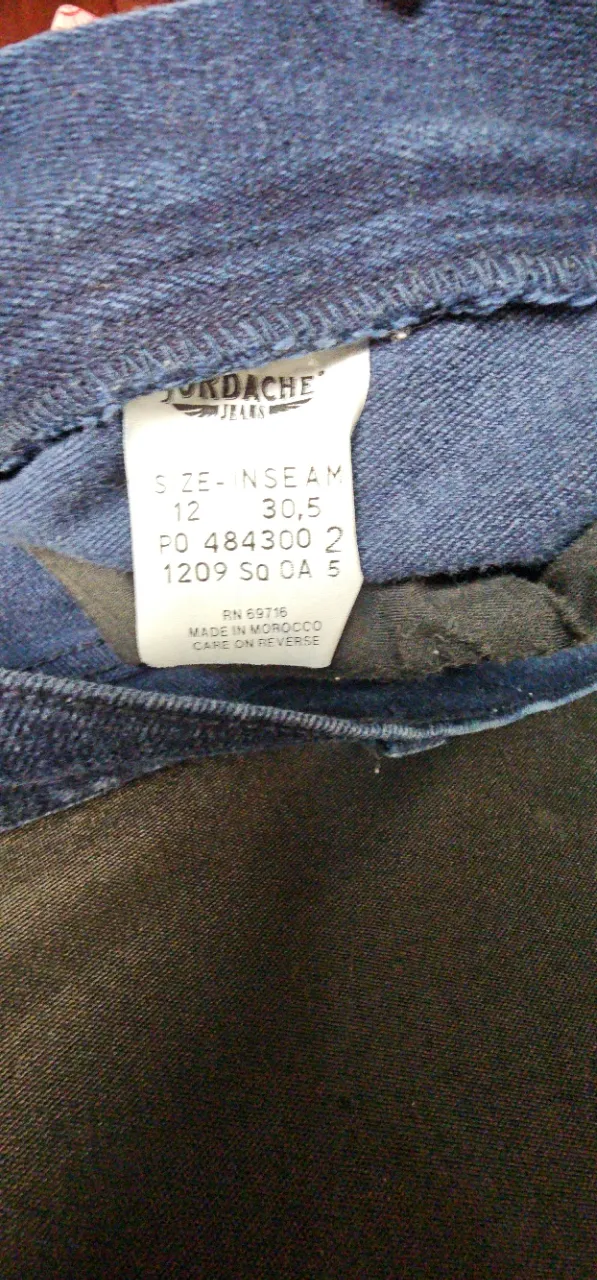 JORDACHE
JEANS
SIZE-INSEAM
12 30,5
PO 484300 2
1209 Sq DA 5
RN 69716
MADE IN MOROCCO
CARE ON REVERSE